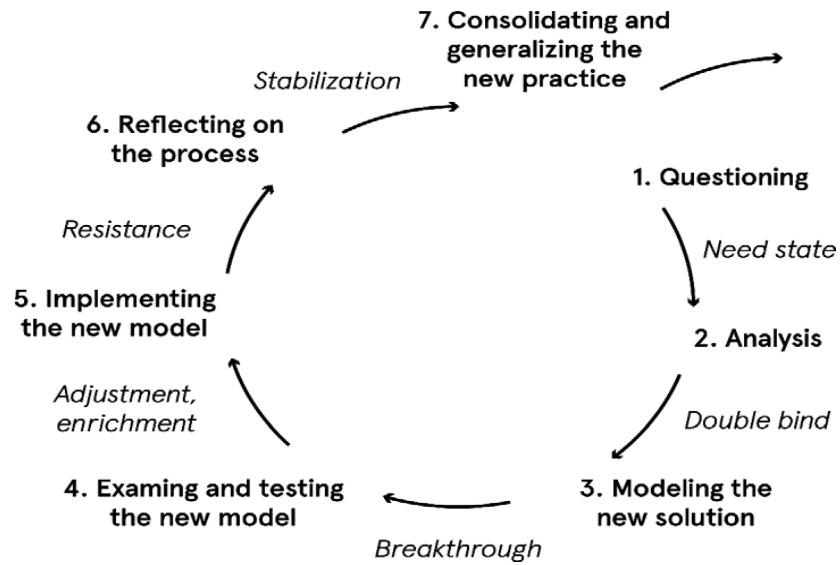 7. Consolidating and
generalizing the
new practice
Stabilization
6. Reflecting on
the process
1. Questioning
Resistance
Need state
5. Implementing
the new model
2. Analysis
Adjustment,
enrichment
Double bind
4. Examing and testing
the new model
3. Modeling the
new solution
Breakthrough